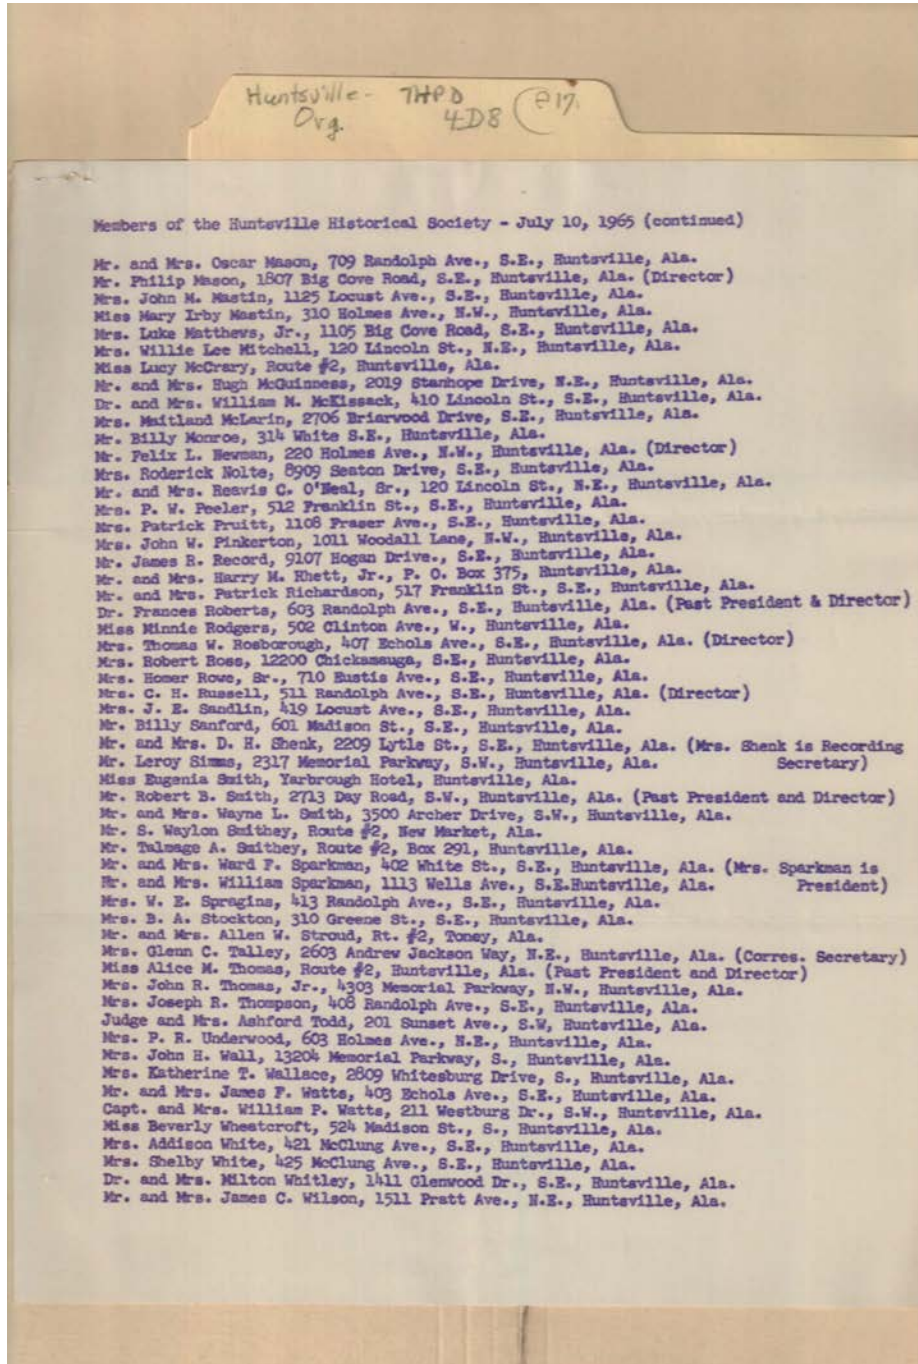 Huntsville - THPD P17.
Org. 4D8
Members of the Huntsville Historical Society - July 10, 1965 (continued)
Mr. and Mrs. Oscar Mason, 709 Randolph Ave., S.E., Huntsville, Ala.
Mr. Philip Mason, 1807 Big Cove Road, S.E., Huntsville, Ala. (Director)
Mrs. John M. Mastin, 1125 Locust Ave., S.E., Huntsville, Ala.
Miss Mary Irby Mastin, 310 Holmes Ave., N.W., Huntsville, Ala.
Mrs. Luke Matthews, Jr., 1105 Big Cove Road, S.E., Huntsville, Ala.
Mrs. Willie Lee Mitchell, 120 Lincoln St., N.E., Huntsville, Ala.
Miss Lucy McCrary, Route #2, Huntsville, Ala.
Mr. and Mrs. Hugh McGuinness, 2019 Stanhope Drive, N.E., Huntsville, Ala.
Dr. and Mrs. William M. McKissack, 410 Lincoln St., S.E., Huntsville, Ala.
Mrs. Maitland McLarin, 2706 Briarwood Drive, S.E., Huntsville, Ala.
Mr. Billy Monroe, 314 White S.E., Huntsville, Ala.
Mr. Felix L. Newman, 220 Holmes Ave., N.W., Huntsville, Ala. (Director)
Mrs. Roderick Nolte, 8909 Seaton Drive, S.E., Huntsville, Ala.
Mr. and Mrs. Reavis C. O'Neal, Sr., 120 Lincoln St., N.E., Huntsville, Ala.
Mrs. P. W. Peeler, 512 Franklin St., S.E., Huntsville, Ala.
Mrs. Patrick Pruitt, 1108 Fraser Ave., S.E., Huntsville, Ala.
Mrs. John W. Pinkerton, 1011 Woodall Lane, N.W., Huntsville, Ala.
Mr. James R. Record, 9107 Hogan Drive., S.E., Huntsville, Ala.
Mr. and Mrs. Harry M. Rhett, Jr., P. O. Box 375, Huntsville, Ala.
Mr. and Mrs. Patrick Richardson, 517 Franklin St., S.E., Huntsville, Ala.
Dr. Frances Roberts, 603 Randolph Ave., S.E., Huntsville, Ala. (Past President & Director)
Miss Minnie Rodgers, 502 Clinton Ave., W., Huntsville, Ala.
Mrs. Thomas W. Rosborough, 407 Echols Ave., S.E., Huntsville, Ala. (Director)
Mrs. Robert Ross, 12200 Chickamauga, S.E., Huntsville, Ala.
Mrs. Homer Rowe, Sr., 710 Eustis Ave., S.E., Huntsville, Ala.
Mrs. C. H. Russell, 511 Randolph Ave., S.E., Huntsville, Ala. (Director)
Mrs. J. E. Sandlin, 419 Locust Ave., S.E., Huntsville, Ala.
Mr. Billy Sanford, 601 Madison St., S.E., Huntsville, Ala.
Mr. and Mrs. D. H. Shenk, 2209 Lytle St., S.E., Huntsville, Ala. (Mrs. Shenk is Recording
Mr. Leroy Simms, 2317 Memorial Parkway, S.W., Huntsville, Ala. Secretary)
Miss Eugenia Smith, Yarbrough Hotel, Huntsville, Ala.
Mr. Robert B. Smith, 2713 Day Road, S.W., Huntsville, Ala. (Past President and Director)
Mr. and Mrs. Wayne L. Smith, 3500 Archer Drive, S.W., Huntsville, Ala.
Mr. S. Waylon Smithey, Route #2, New Market, Ala.
Mr. Talmage A. Smithey, Route #2, Box 291, Huntsville, Ala.
Mr. and Mrs. Ward F. Sparkman, 402 White St., S.E., Huntsville, Ala. (Mrs. Sparkman is
Mr. and Mrs. William Sparkman, 1113 Wells Ave., S.E.Huntsville, Ala. President)
Mrs. W. E. Spragins, 413 Randolph Ave., S.E., Huntsville, Ala.
Mrs. B. A. Stockton, 310 Greene St., S.E., Huntsville, Ala.
Mr. and Mrs. Allen W. Stroud, Rt. #2, Toney, Ala.
Mrs. Glenn C. Talley, 2603 Andrew Jackson Way, N.E., Huntsville, Ala. (Corres. Secretary)
Miss Alice M. Thomas, Route #2, Huntsville, Ala. (Past President and Director)
Mrs. John R. Thomas, Jr., 4303 Memorial Parkway, N.W., Huntsville, Ala.
Mrs. Joseph R. Thompson, 408 Randolph Ave., S.E., Huntsville, Ala.
Judge and Mrs. Ashford Todd, 201 Sunset Ave., S.W, Huntsville, Ala.
Mrs. P. R. Underwood, 603 Holmes Ave., N.E., Huntsville, Ala.
Mrs. John H. Wall, 13204 Memorial Parkway, S., Huntsville, Ala.
Mrs. Katherine T. Wallace, 2809 Whitesburg Drive, S., Huntsville, Ala.
Mr. and Mrs. James F. Watts, 403 Echols Ave., S.E., Huntsville, Ala.
Capt. and Mrs. William P. Watts, 211 Westburg Dr., S.W., Huntsville, Ala.
Miss Beverly Wheatcroft, 524 Madison St., S., Huntsville, Ala.
Mrs. Addison White, 421 McClung Ave., S.E., Huntsville, Ala.
Mrs. Shelby White, 425 McClung Ave., S.E., Huntsville, Ala.
Dr. and Mrs. Milton Whitley, 1411 Glenwood Dr., S.E., Huntsville, Ala.
Mr. and Mrs. James C. Wilson, 1511 Pratt Ave., N.E., Huntsville, Ala.